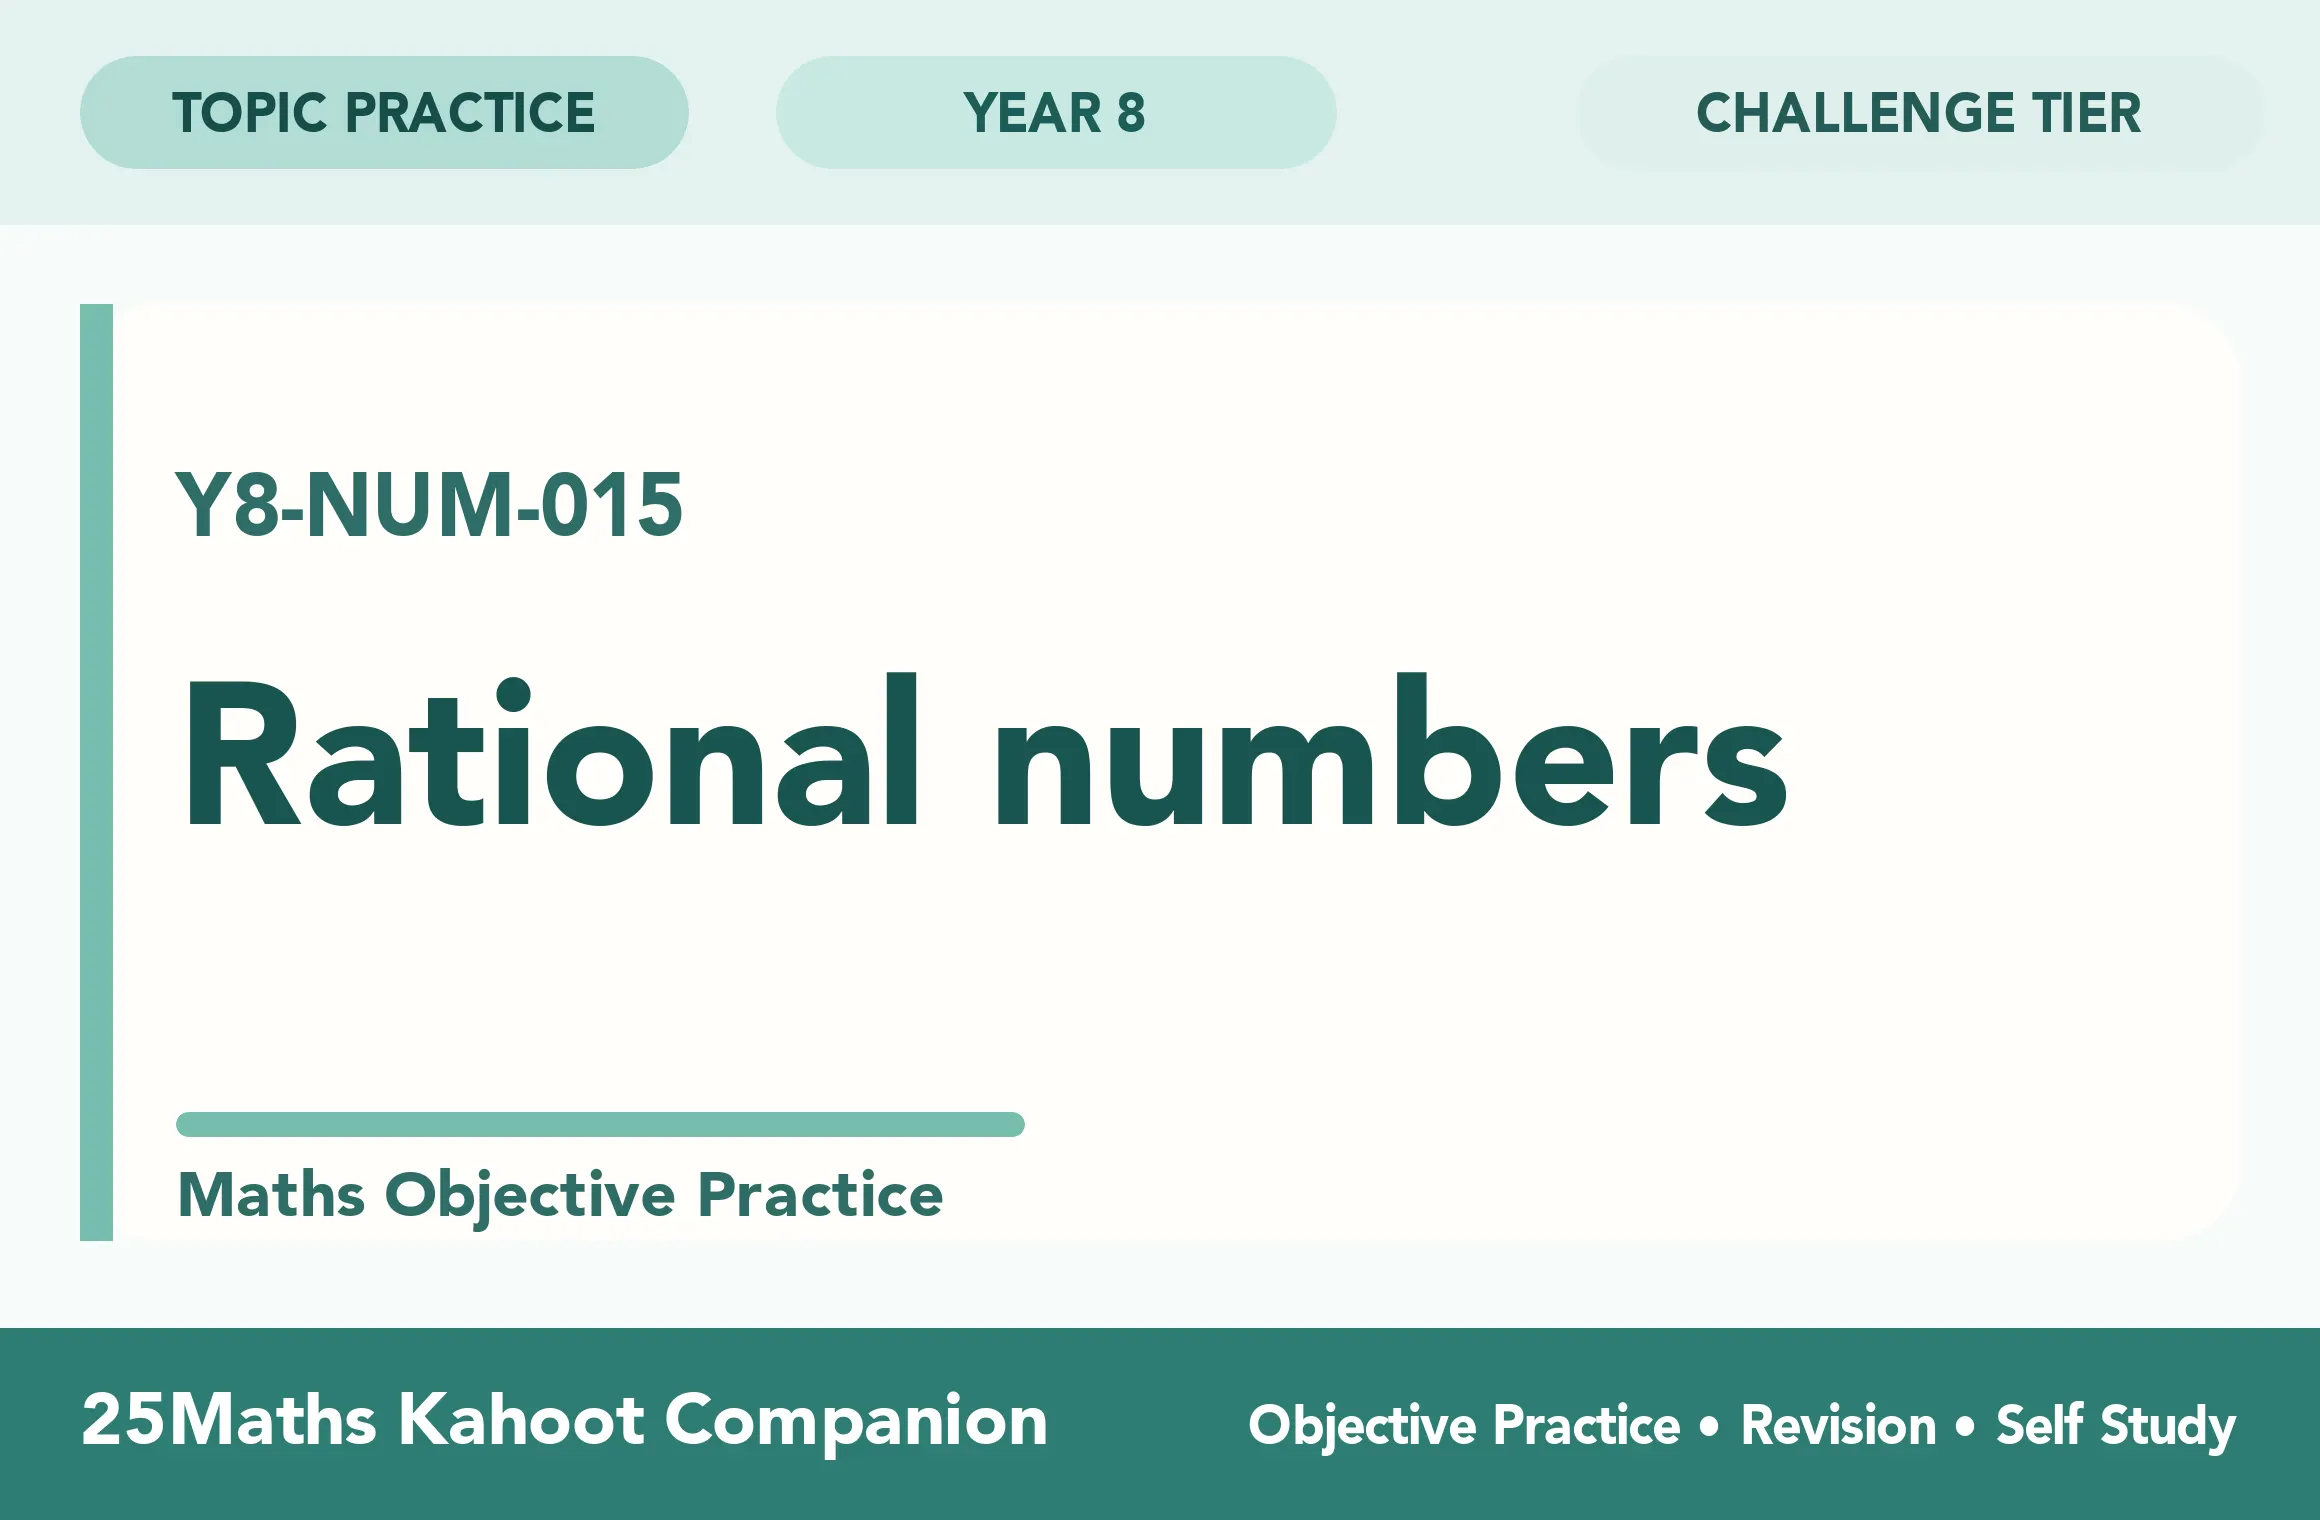 TOPIC PRACTICE
YEAR 8
CHALLENGE TIER
Y8-NUM-015
Rational numbers
Maths Objective Practice
25Maths Kahoot Companion
Objective Practice • Revision • Self Study